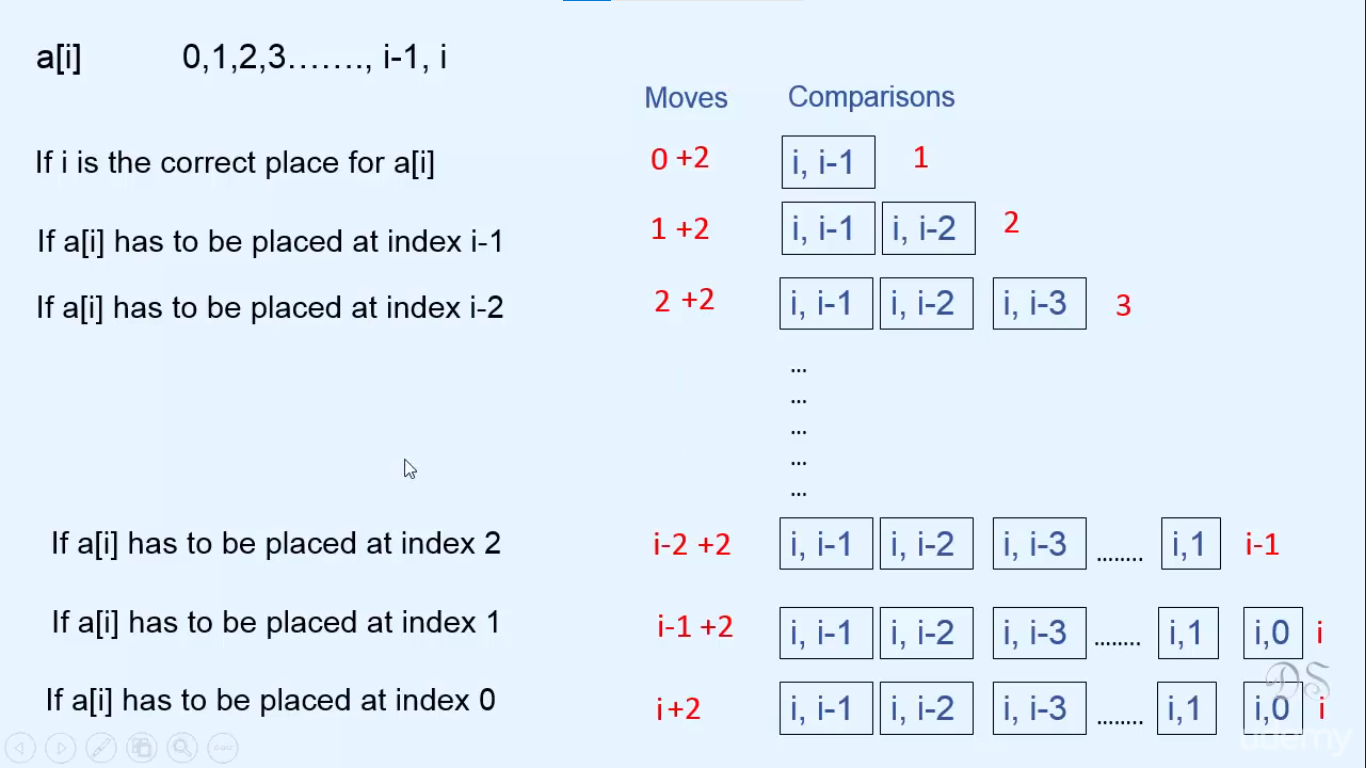 a[i] 0,1,2,3……., i-1, i
Moves Comparisons
If i is the correct place for a[i] 0 +2 i, i-1 1
If a[i] has to be placed at index i-1 1 +2 i, i-1 i, i-2 2
If a[i] has to be placed at index i-2 2 +2 i, i-1 i, i-2 i, i-3 3
...
...
...
...
...
If a[i] has to be placed at index 2 i-2 +2 i, i-1 i, i-2 i, i-3 ........ i,1 i-1
If a[i] has to be placed at index 1 i-1 +2 i, i-1 i, i-2 i, i-3 ........ i,1 i,0 i
If a[i] has to be placed at index 0 i+2 i, i-1 i, i-2 i, i-3 ........ i,1 i,0 i
DS
udemy